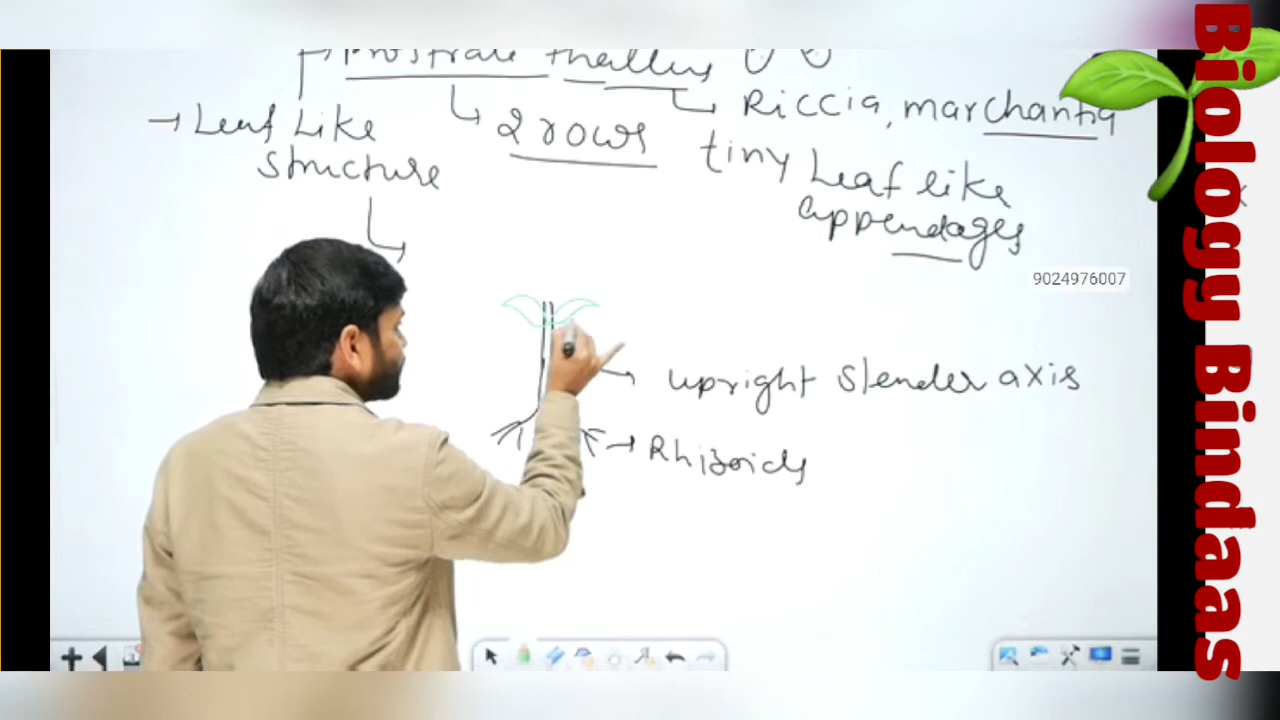 Prostrate thallus
→ Leaf Like
structure
2 rows
Riccia, marchantia
tiny Leaf like
appendages
9024976007
upright slender axis
Rhizoids
Biology Bindaas